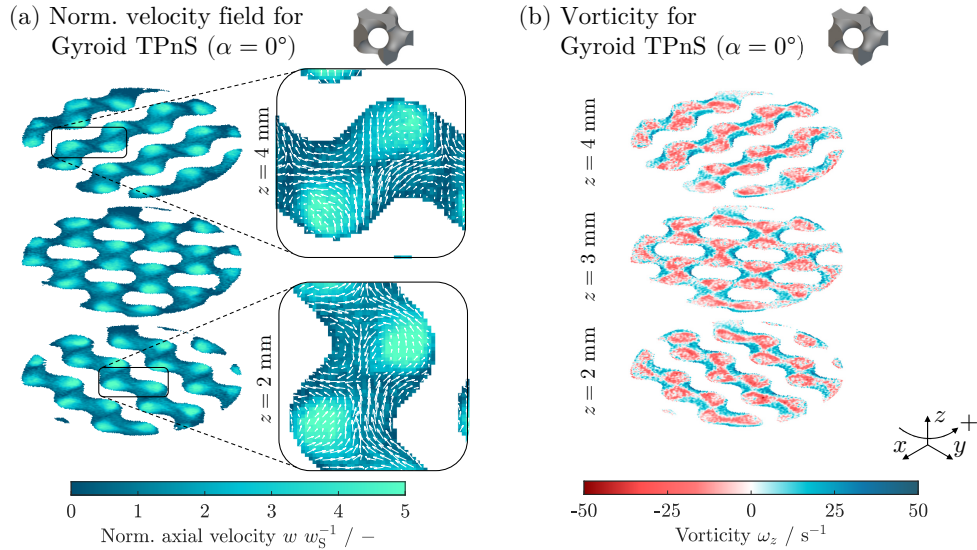 (a) Norm. velocity field for
Gyroid TPnS (α = 0°)
z = 4 mm
z = 2 mm
0 1 2 3 4 5
Norm. axial velocity w w_S^{-1} / −
(b) Vorticity for
Gyroid TPnS (α = 0°)
z = 4 mm
z = 3 mm
z = 2 mm
z
x y +
-50 -25 0 25 50
Vorticity ω_z / s^{-1}